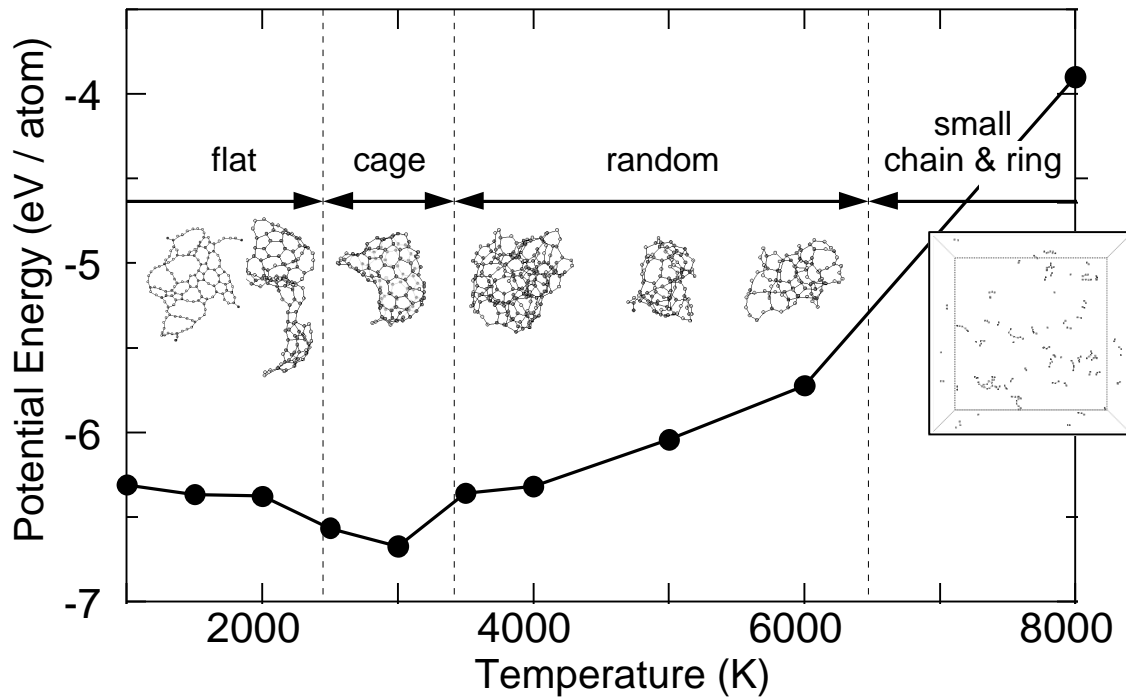 Potential Energy (eV / atom)
-4
-5
-6
-7
flat
cage
random
small
chain & ring
2000
4000
6000
8000
Temperature (K)